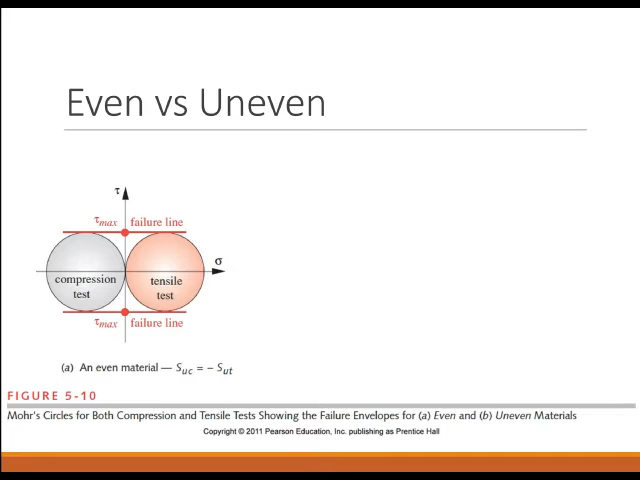 Even vs Uneven
τ
τmax failure line
σ
compression test
tensile test
τmax failure line
(a) An even material — Suc = – Sut
FIGURE 5-10
Mohr's Circles for Both Compression and Tensile Tests Showing the Failure Envelopes for (a) Even and (b) Uneven Materials
Copyright © 2011 Pearson Education, Inc. publishing as Prentice Hall